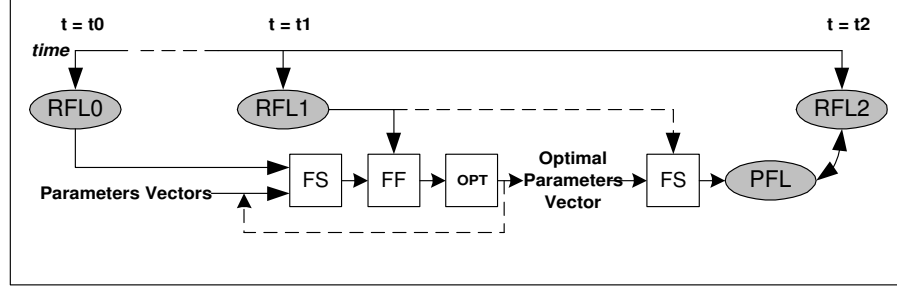 t = t0
t = t1
t = t2
time
RFL0
RFL1
RFL2
Parameters Vectors
FS
FF
OPT
Optimal
Parameters
Vector
FS
PFL